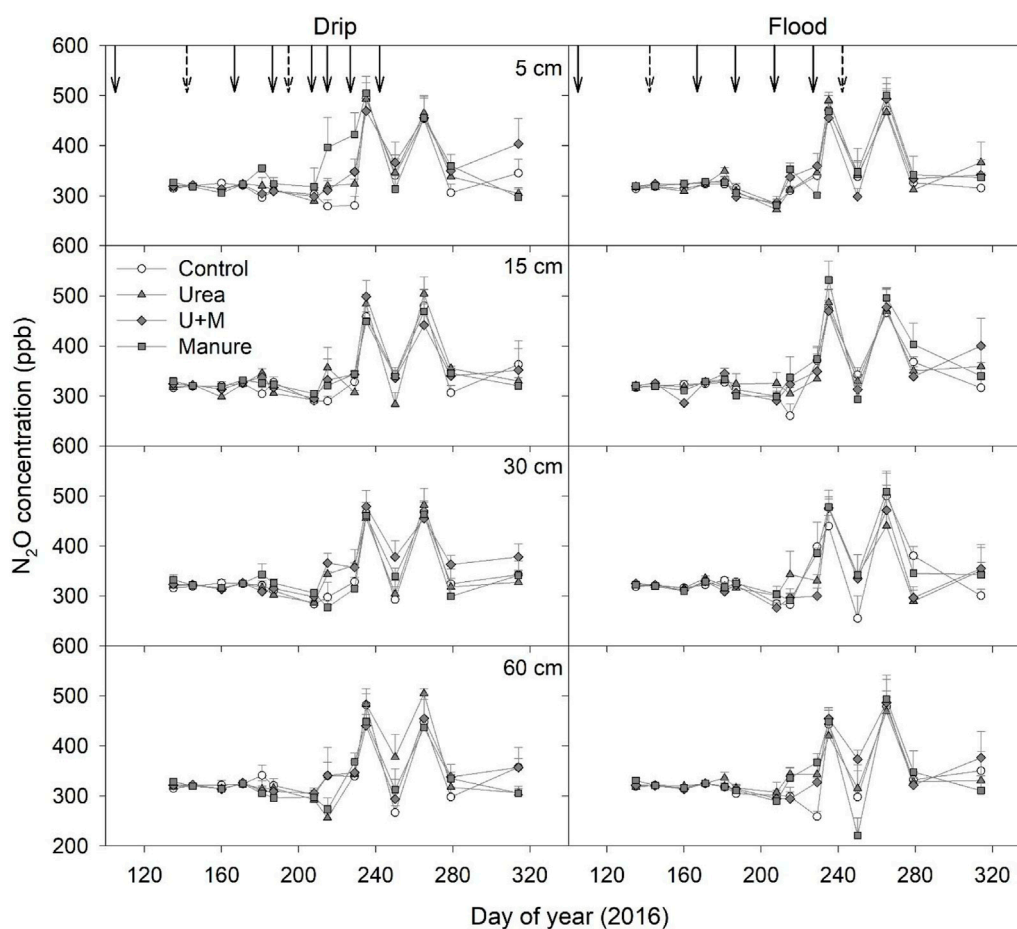 Drip Flood
600
5 cm
500
400
300
600
Control 15 cm
Urea
500
U+M
Manure
400
300
600
30 cm
500
400
300
600
60 cm
500
400
300
200
120 160 200 240 280 320 120 160 200 240 280 320
N₂O concentration (ppb)
Day of year (2016)